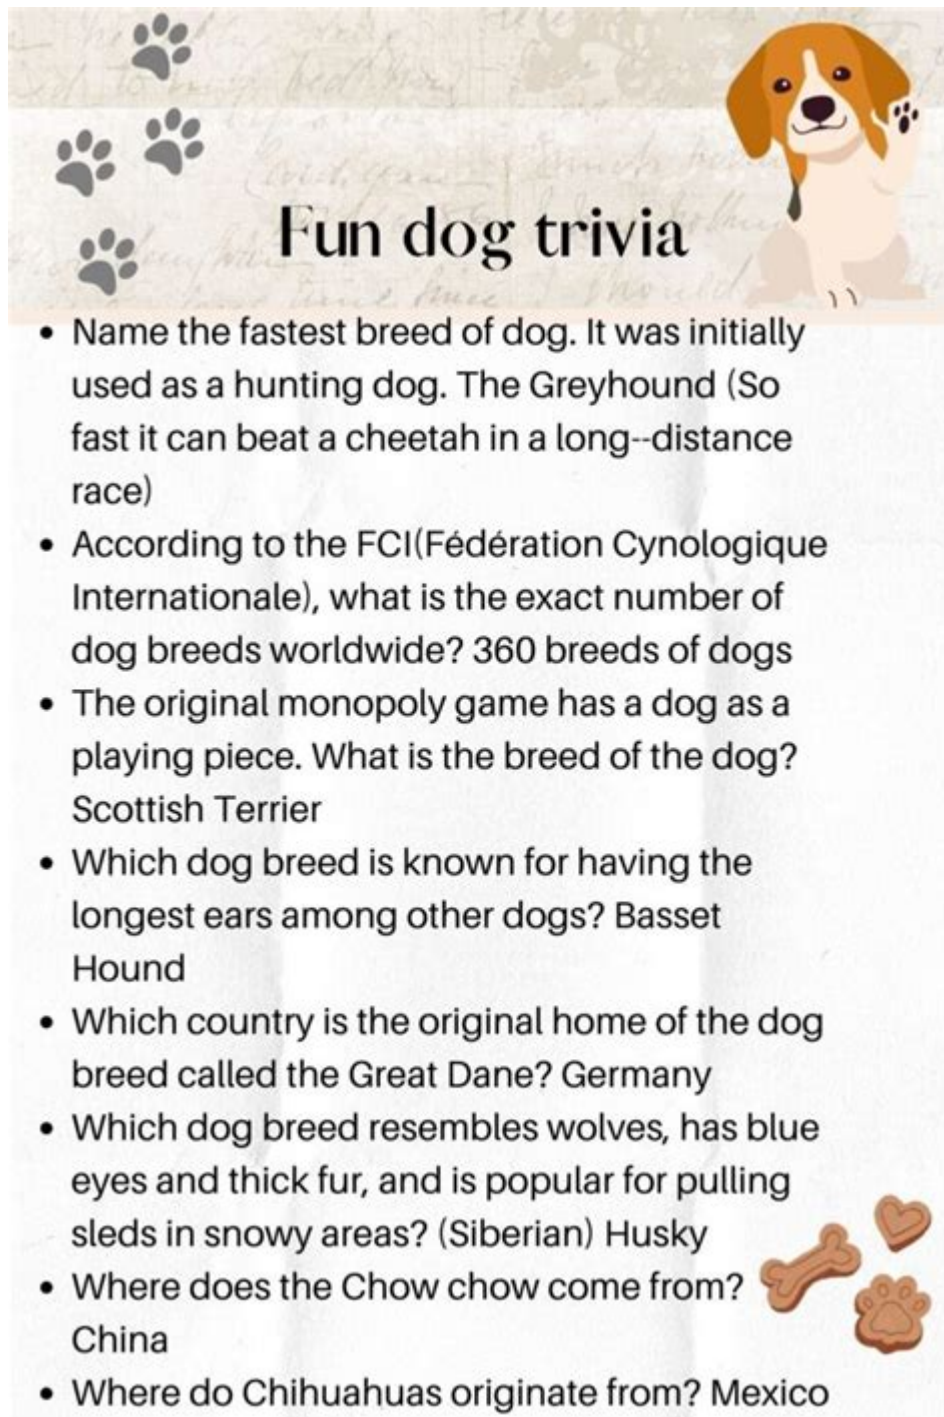 Fun dog trivia
• Name the fastest breed of dog. It was initially
used as a hunting dog. The Greyhound (So
fast it can beat a cheetah in a long--distance
race)
• According to the FCI(Fédération Cynologique
Internationale), what is the exact number of
dog breeds worldwide? 360 breeds of dogs
• The original monopoly game has a dog as a
playing piece. What is the breed of the dog?
Scottish Terrier
• Which dog breed is known for having the
longest ears among other dogs? Basset
Hound
• Which country is the original home of the dog
breed called the Great Dane? Germany
• Which dog breed resembles wolves, has blue
eyes and thick fur, and is popular for pulling
sleds in snowy areas? (Siberian) Husky
• Where does the Chow chow come from?
China
• Where do Chihuahuas originate from? Mexico